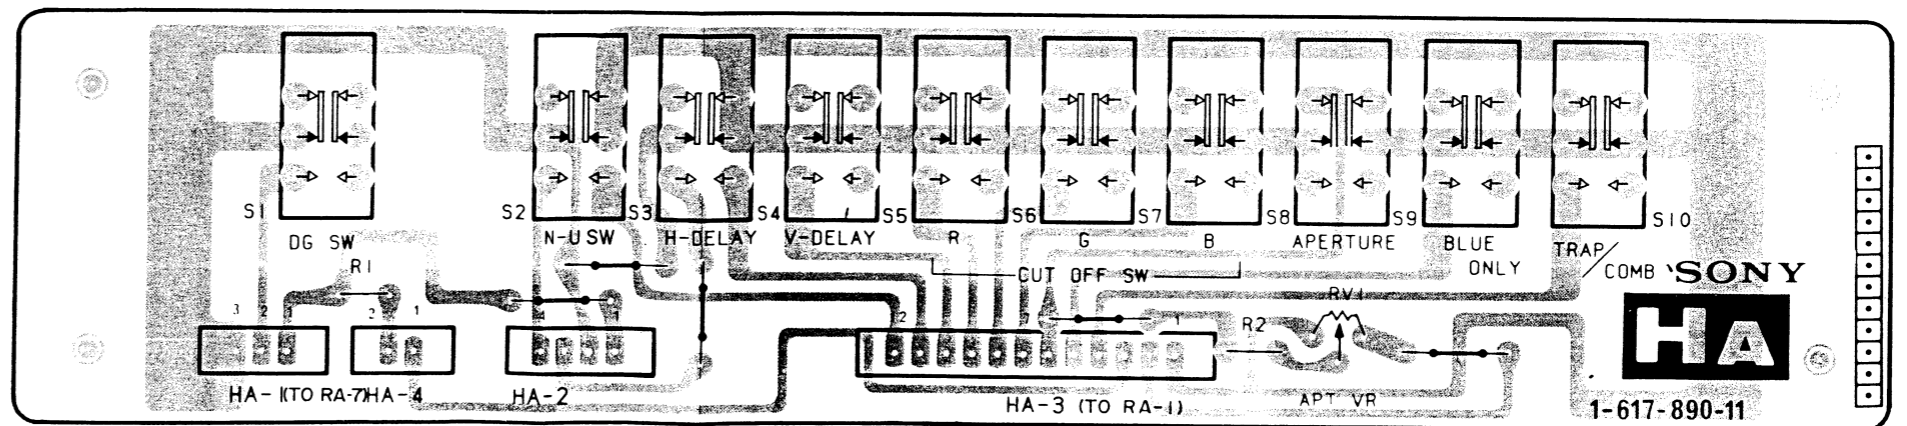 S1
S2
S3
S4
S5
S6
S7
S8
S9
S10
DG SW
N-U SW
H-DELAY
V-DELAY
R
G
B
APERTURE
BLUE
ONLY
TRAP/
COMB
CUT OFF SW
R1
RV1
R2
SONY
HA
3 2 1
2 1
4 1
2
7
1
HA-1(TO RA-7)
HA-4
HA-2
HA-3 (TO RA-1)
APT VR
1-617-890-11